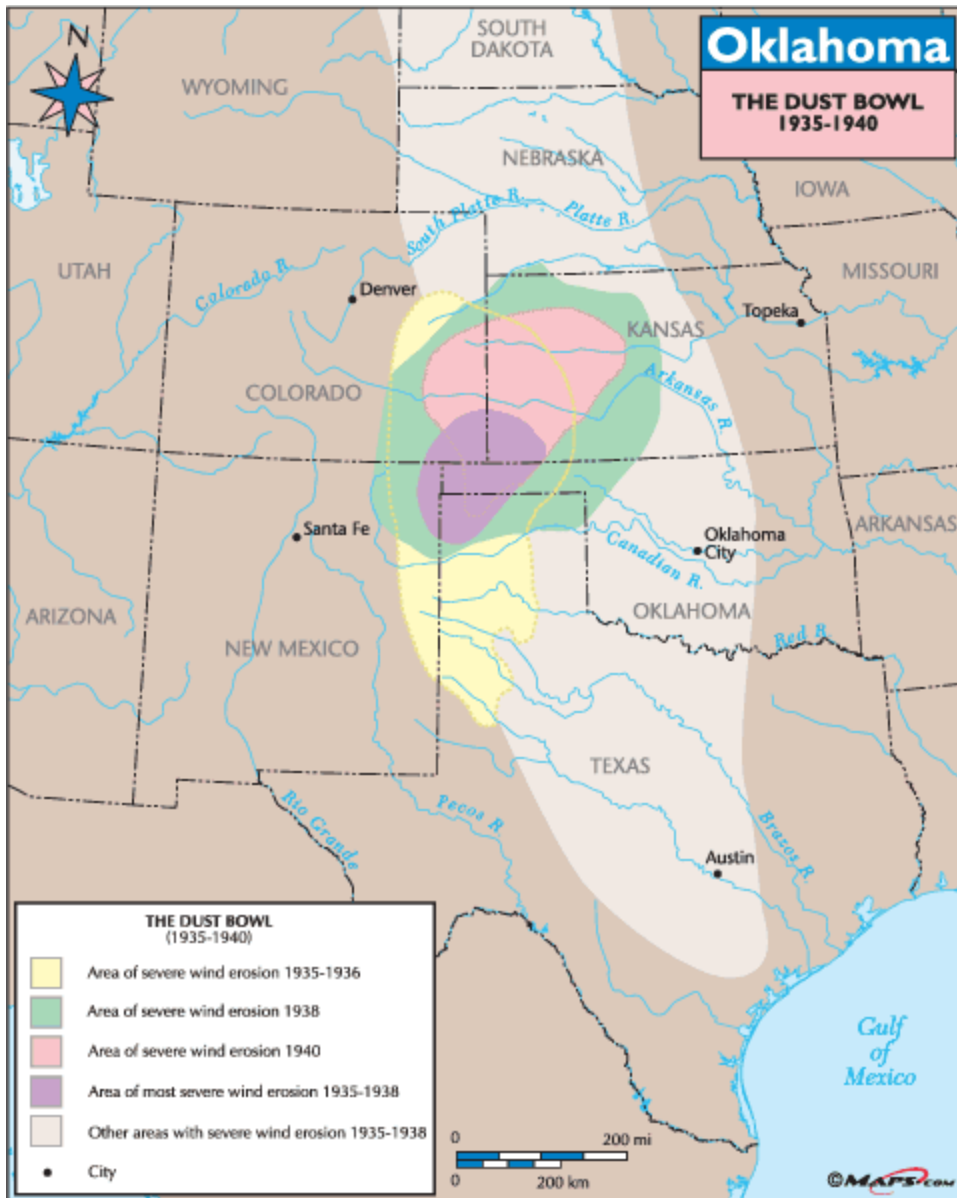 Oklahoma
THE DUST BOWL
1935-1940
N
SOUTH
DAKOTA
WYOMING
NEBRASKA
IOWA
South Platte R.
Platte R.
UTAH
Colorado R.
Denver
MISSOURI
Topeka
KANSAS
COLORADO
Arkansas R.
Santa Fe
Oklahoma
City
ARKANSAS
Canadian R.
ARIZONA
OKLAHOMA
NEW MEXICO
Red R.
TEXAS
Rio Grande
Pecos R.
Brazos R.
Austin
THE DUST BOWL
(1935-1940)
Area of severe wind erosion 1935-1936
Area of severe wind erosion 1938
Area of severe wind erosion 1940
Area of most severe wind erosion 1935-1938
Other areas with severe wind erosion 1935-1938
City
Gulf
of
Mexico
0 200 mi
0 200 km
©MAPS.COM